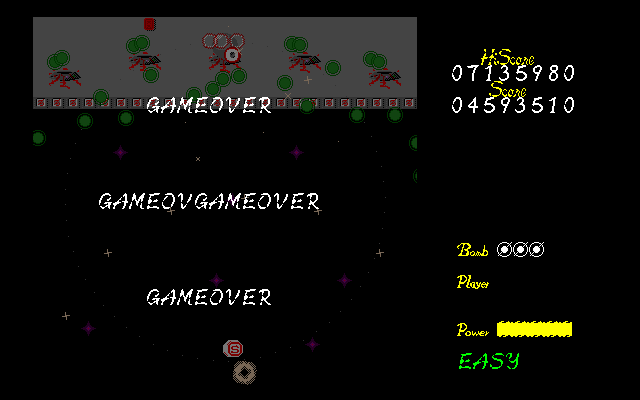 HiScore
07135980
Score
04593510
GAMEOVER
GAMEOVGAMEOVER
GAMEOVER
Bomb
Player
Power
EASY
S